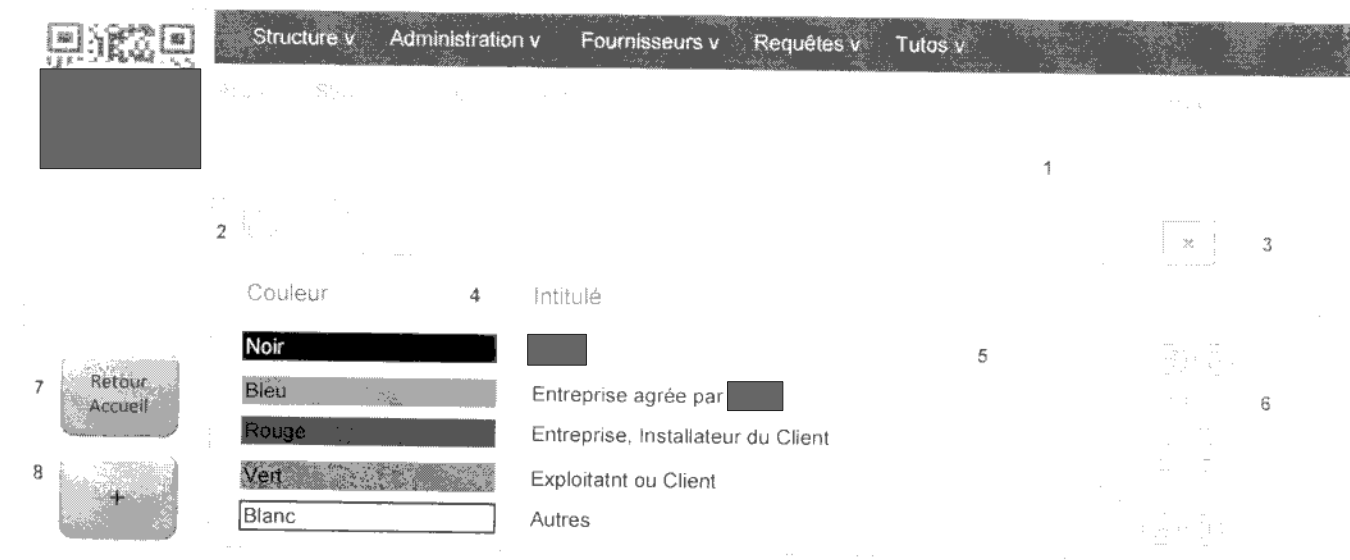 Structure v Administration v Fournisseurs v Requêtes v Tutos v
1
2
3
Couleur 4 Intitulé
Noir
5
7 Retour Accueil
Bleu Entreprise agrée par
6
Rouge Entreprise, Installateur du Client
8 +
Vert Exploitatnt ou Client
Blanc Autres